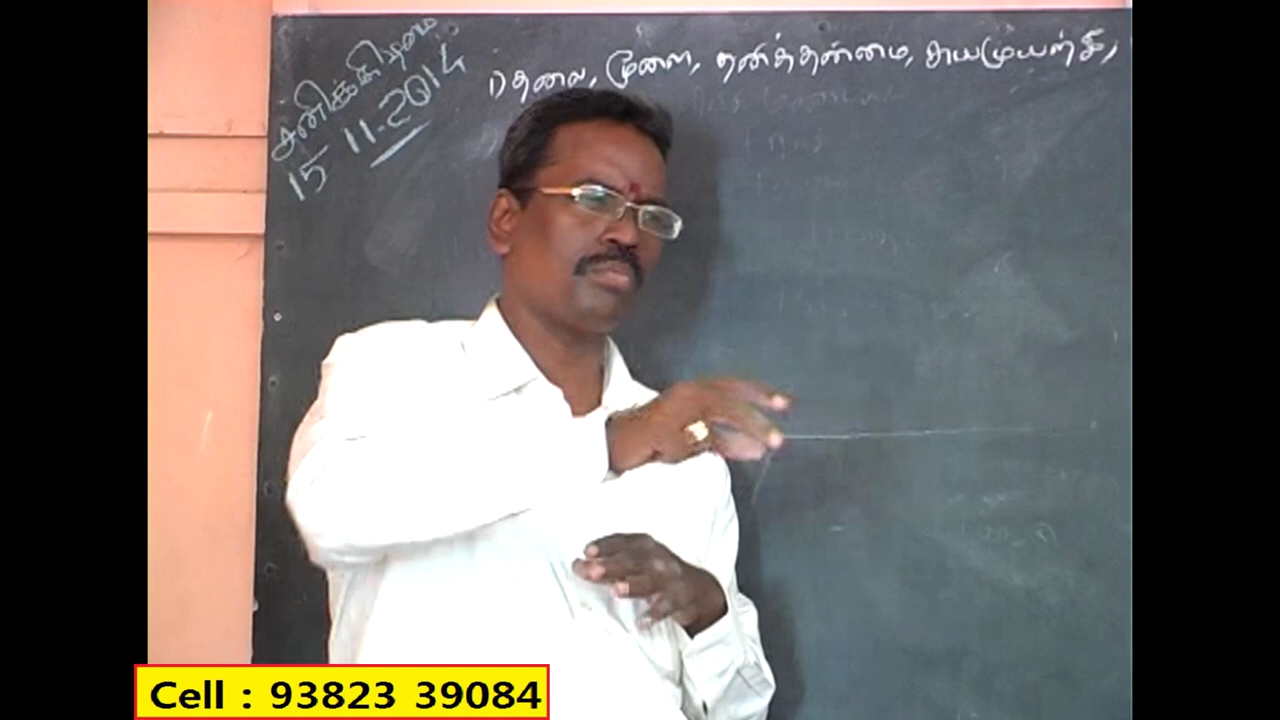 சனிக்கிழமை
15-11-2014
1) தலை, மூளை, தனித்தன்மை, சுயமுயற்சி,
Cell : 93823 39084